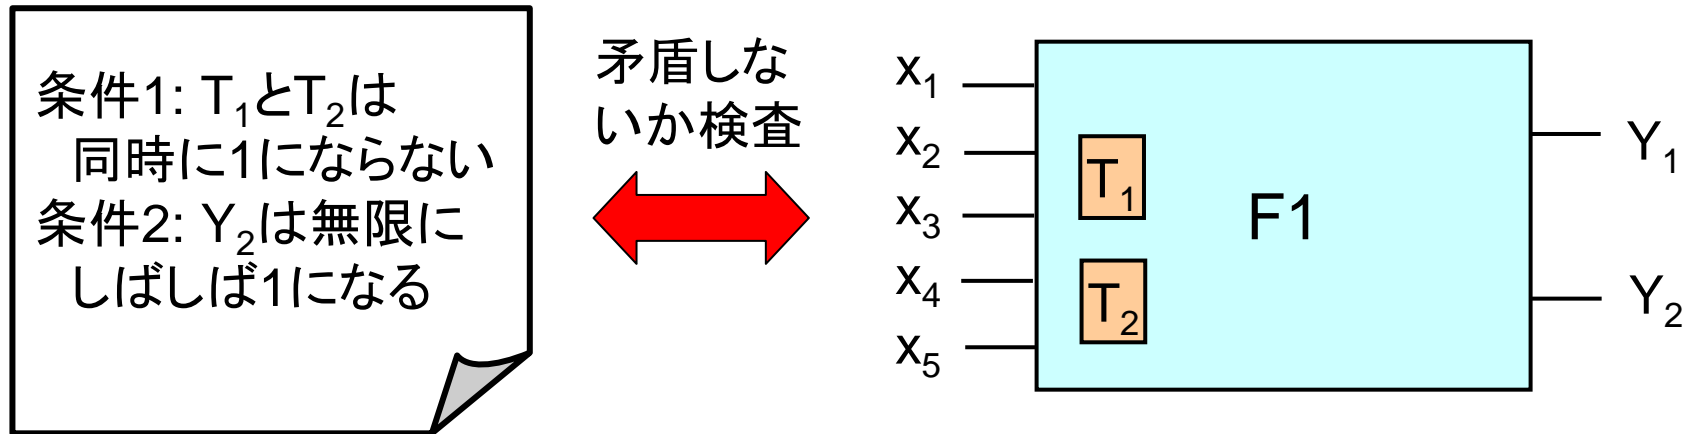 条件1: T₁とT₂は
同時に1にならない
条件2: Y₂は無限に
しばしば1になる
矛盾しな
いか検査
x₁
x₂
x₃
x₄
x₅
T₁
T₂
F1
Y₁
Y₂